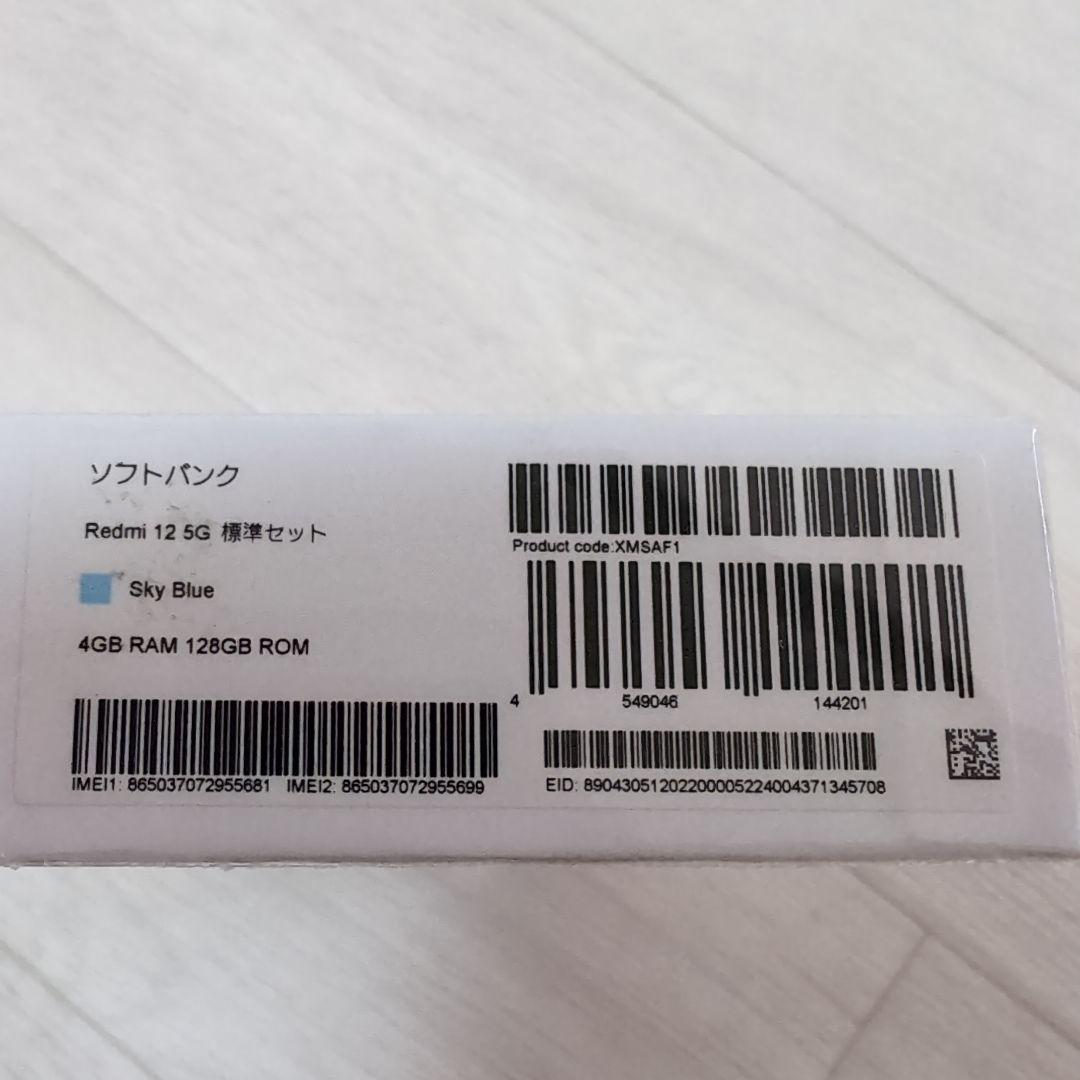 ソフトバンク
Redmi 12 5G 標準セット
Sky Blue
4GB RAM 128GB ROM
IMEI1: 865037072955681 IMEI2: 865037072955699
Product code:XMSAF1
4 549046 144201
EID: 89043051202200005224004371345708